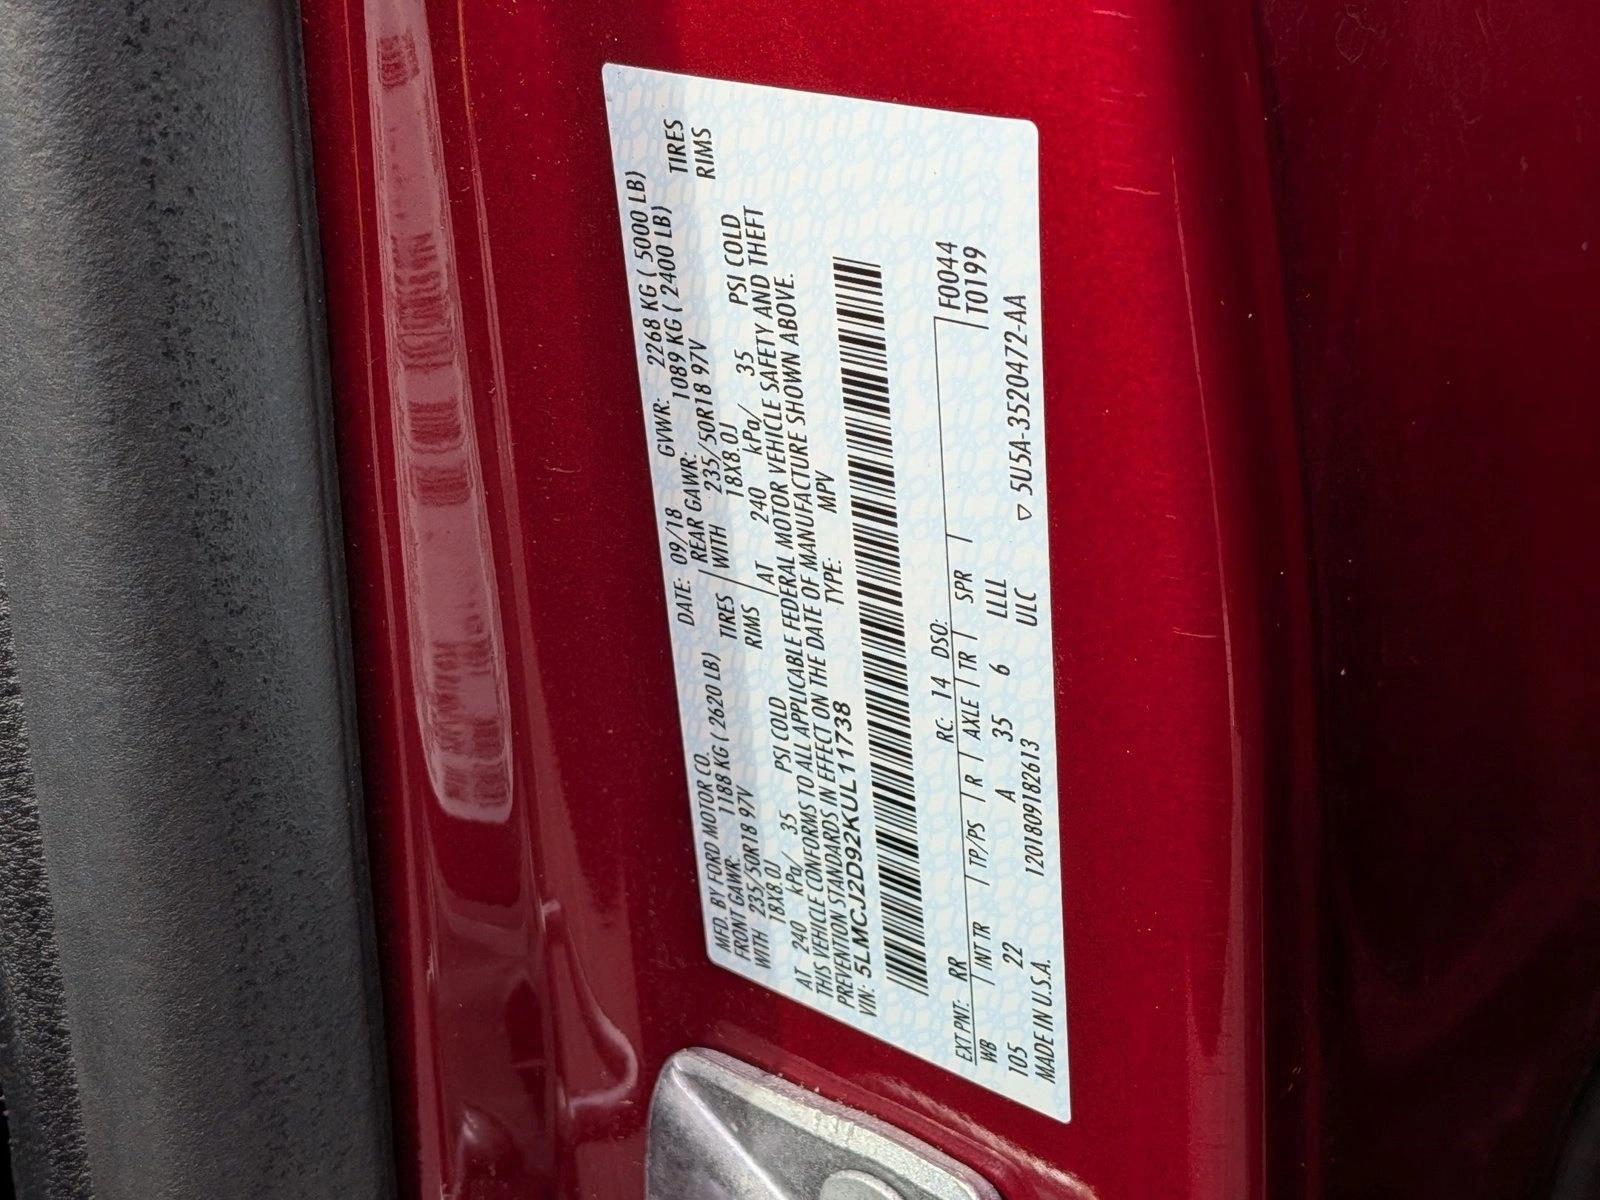 MFD. BY FORD MOTOR CO. DATE: 09/18 GVWR: 2268 KG ( 5000 LB)
FRONT GAWR: 1188 KG ( 2620 LB) REAR GAWR: 1089 KG ( 2400 LB)
WITH 235/50R18 97V TIRES WITH 235/50R18 97V TIRES
18X8.0J RIMS 18X8.0J RIMS
AT 240 kPa/ 35 PSI COLD AT 240 kPa/ 35 PSI COLD
THIS VEHICLE CONFORMS TO ALL APPLICABLE FEDERAL MOTOR VEHICLE SAFETY AND THEFT
PREVENTION STANDARDS IN EFFECT ON THE DATE OF MANUFACTURE SHOWN ABOVE.
VIN: 5LMCJ2D92KUL11738 TYPE: MPV
EXT PNT: RR RC: 14 DSO: F0044
WB INT TR TP/PS R AXLE TR SPR T0199
105 22 A 35 6 LLLL
MADE IN U.S.A. 1201809182613 ULC ▽ 5U5A-3520472-AA